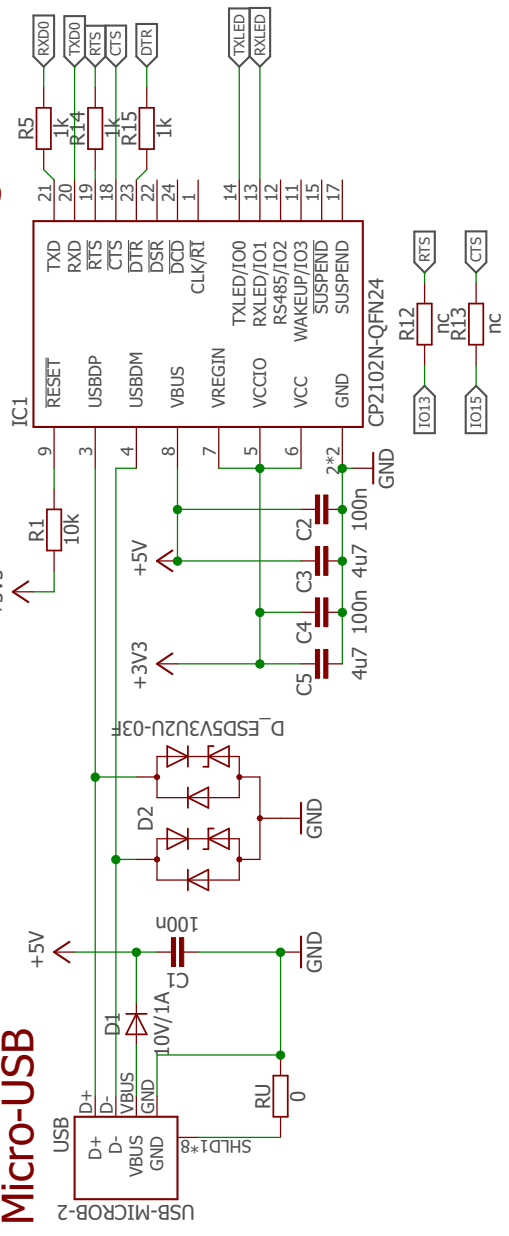 Micro-USB
USB
USB-MICROB-2
D+
D-
VBUS
GND
D+
D-
VBUS
GND
SHLD1*8
RU
0
D1
10V/1A
C1
100n
GND
+5V
D2
D_ESD5V3U2U-03F
GND
+3V3
+5V
C5
4u7
C4
100n
C3
4u7
C2
100n
GND
R1
10k
IC1
CP2102N-QFN24
9
RESET
3
USBDP
4
USBDM
8
VBUS
7
VREGIN
5
VCCIO
6
VCC
2*2
GND
TXD
21
RXD
20
RTS
19
CTS
18
DTR
23
DSR
22
DCD
24
CLK/RI
1
TXLED/IO0
14
RXLED/IO1
13
RS485/IO2
12
WAKEUP/IO3
11
SUSPEND
15
SUSPEND
17
R5
1k
R14
1k
R15
1k
RXD0
TXD0
RTS
CTS
DTR
TXLED
RXLED
IO13
R12
nc
RTS
IO15
R13
nc
CTS